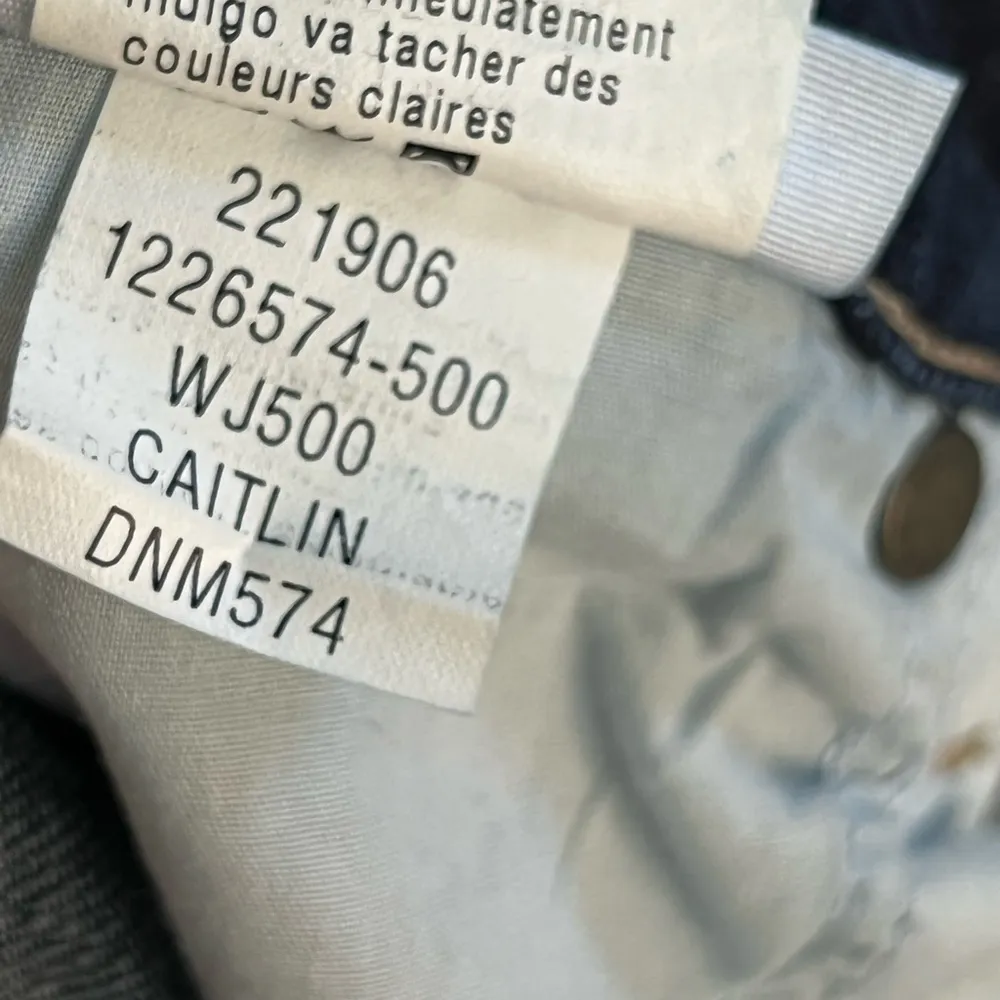 indigo va tacher des
couleurs claires
221906
1226574-500
WJ500
CAITLIN
DNM574